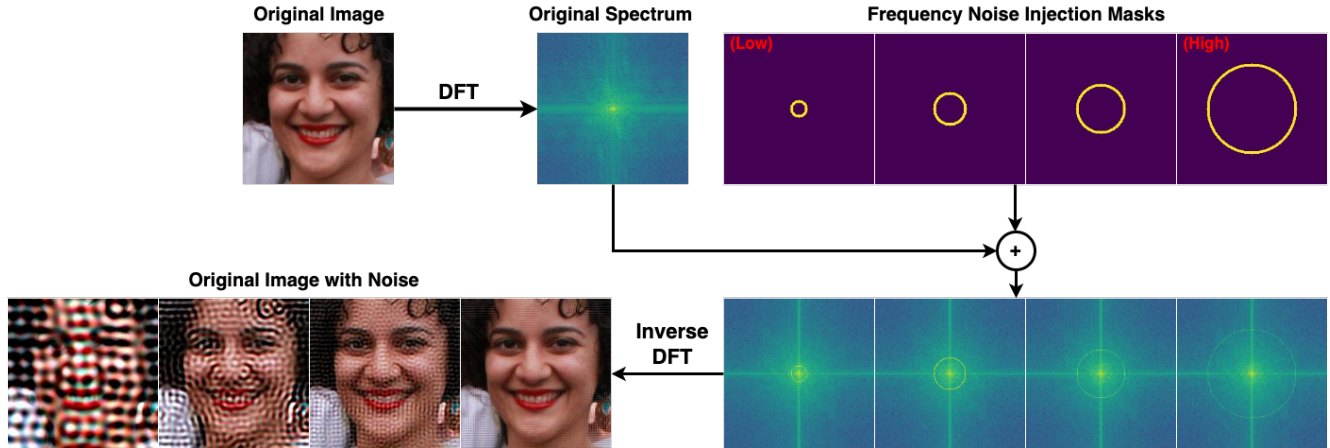 Original Image
Original Spectrum
Frequency Noise Injection Masks
(Low)
(High)
DFT
+
Original Image with Noise
Inverse
DFT